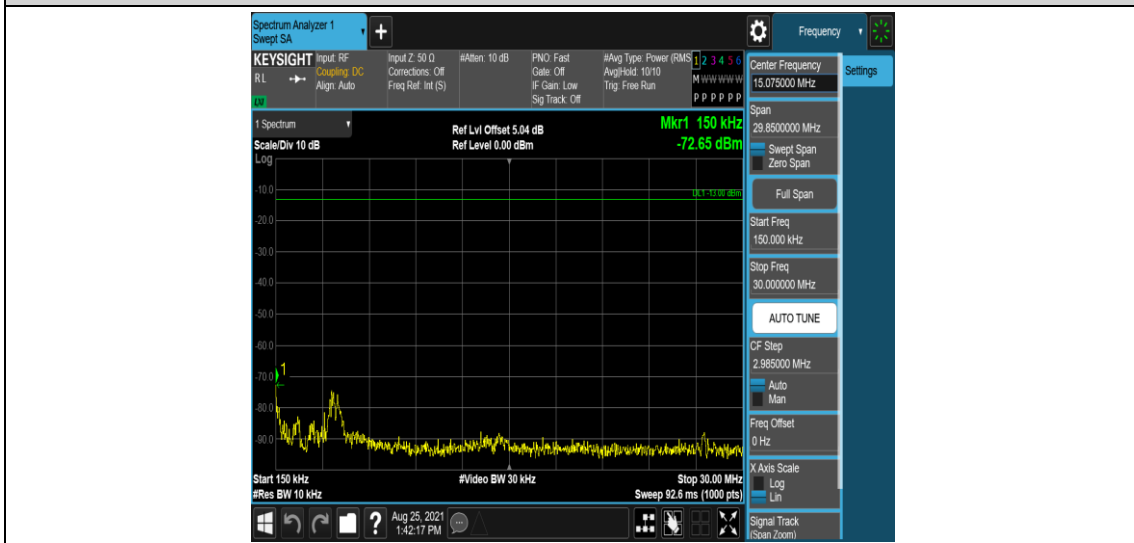 Spectrum Analyzer 1
Swept SA
+
Frequency
KEYSIGHT
RL
LXI
Input: RF
Coupling: DC
Align: Auto
Input Z: 50 Ω
Corrections: Off
Freq Ref: Int (S)
#Atten: 10 dB
PNO: Fast
Gate: Off
IF Gain: Low
Sig Track: Off
#Avg Type: Power (RMS
Avg|Hold: 10/10
Trig: Free Run
1 2 3 4 5 6
M W W W W W
P P P P P P
Center Frequency
15.075000 MHz
Settings
1 Spectrum
Scale/Div 10 dB
Ref Lvl Offset 5.04 dB
Ref Level 0.00 dBm
Mkr1 150 kHz
-72.65 dBm
Log
DL1 -13.00 dBm
-10.0
-20.0
-30.0
-40.0
-50.0
-60.0
-70.0
-80.0
-90.0
1
Start 150 kHz
#Res BW 10 kHz
#Video BW 30 kHz
Stop 30.00 MHz
Sweep 92.6 ms (1000 pts)
Span
29.8500000 MHz
Swept Span
Zero Span
Full Span
Start Freq
150.000 kHz
Stop Freq
30.000000 MHz
AUTO TUNE
CF Step
2.985000 MHz
Auto
Man
Freq Offset
0 Hz
X Axis Scale
Log
Lin
Signal Track
(Span Zoom)
?
Aug 25, 2021
1:42:17 PM